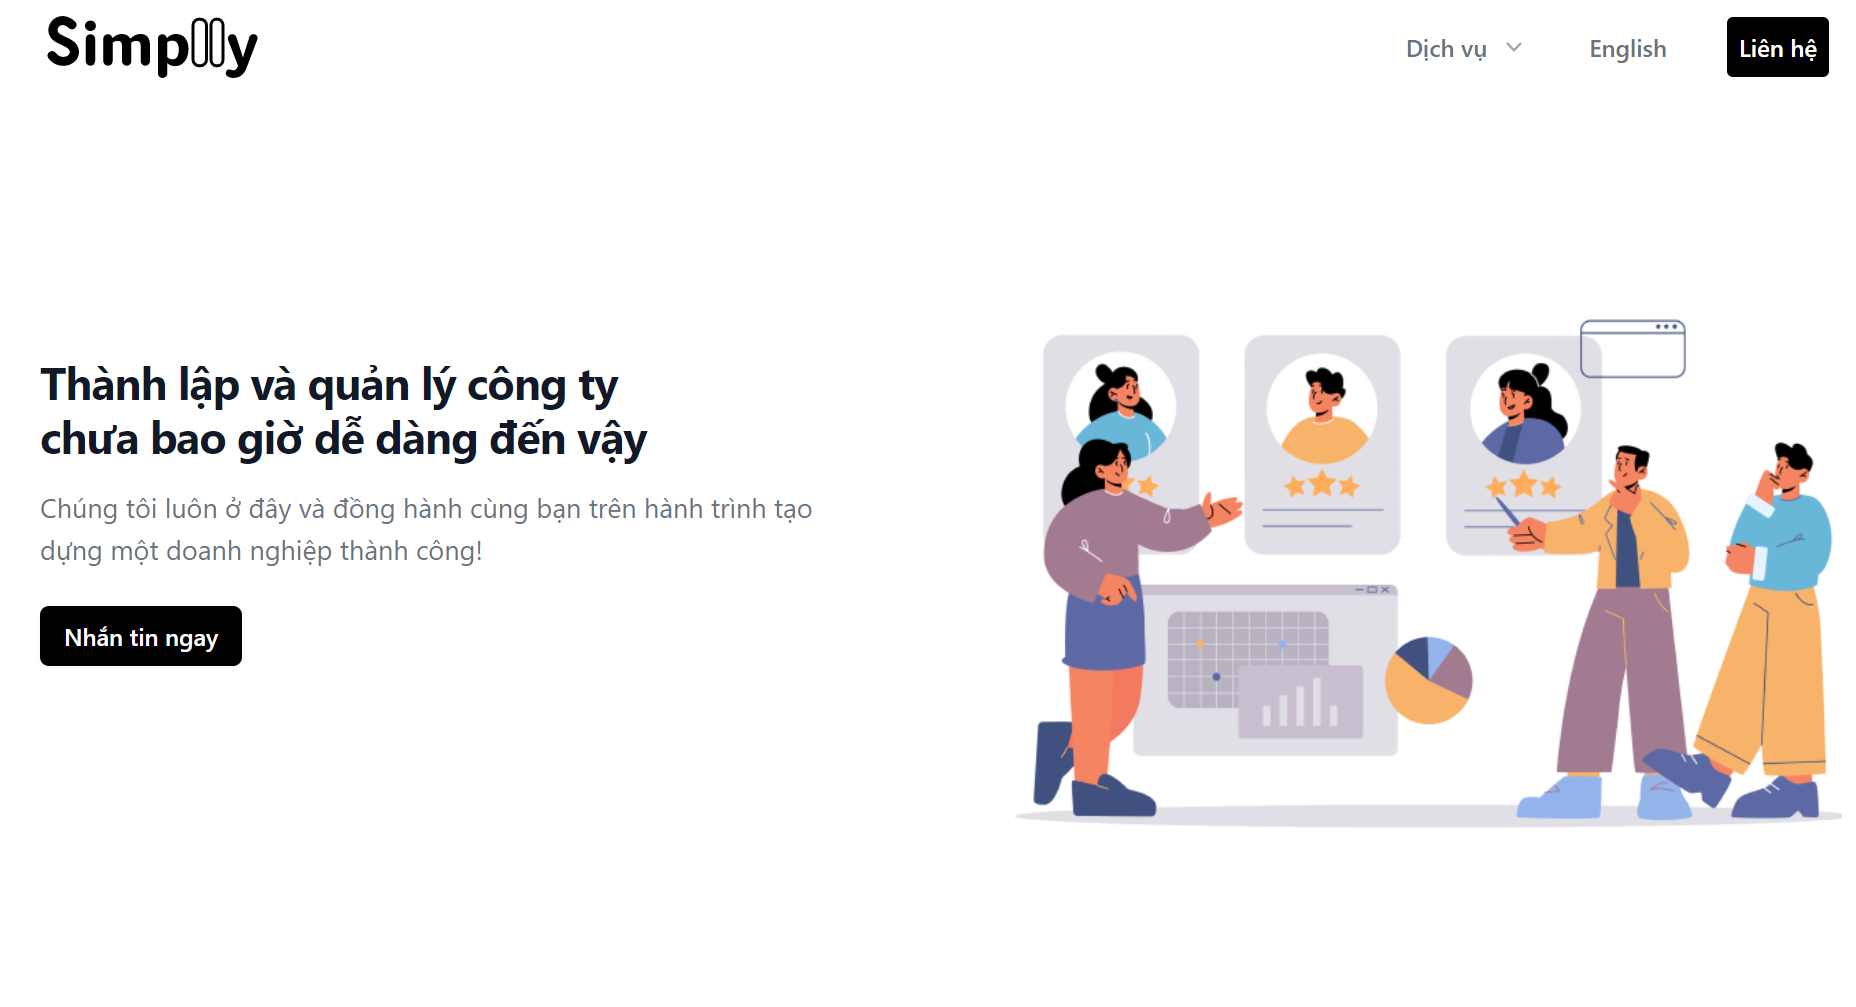 Simplly
Dịch vụ
English
Liên hệ
Thành lập và quản lý công ty
chưa bao giờ dễ dàng đến vậy
Chúng tôi luôn ở đây và đồng hành cùng bạn trên hành trình tạo
dựng một doanh nghiệp thành công!
Nhắn tin ngay